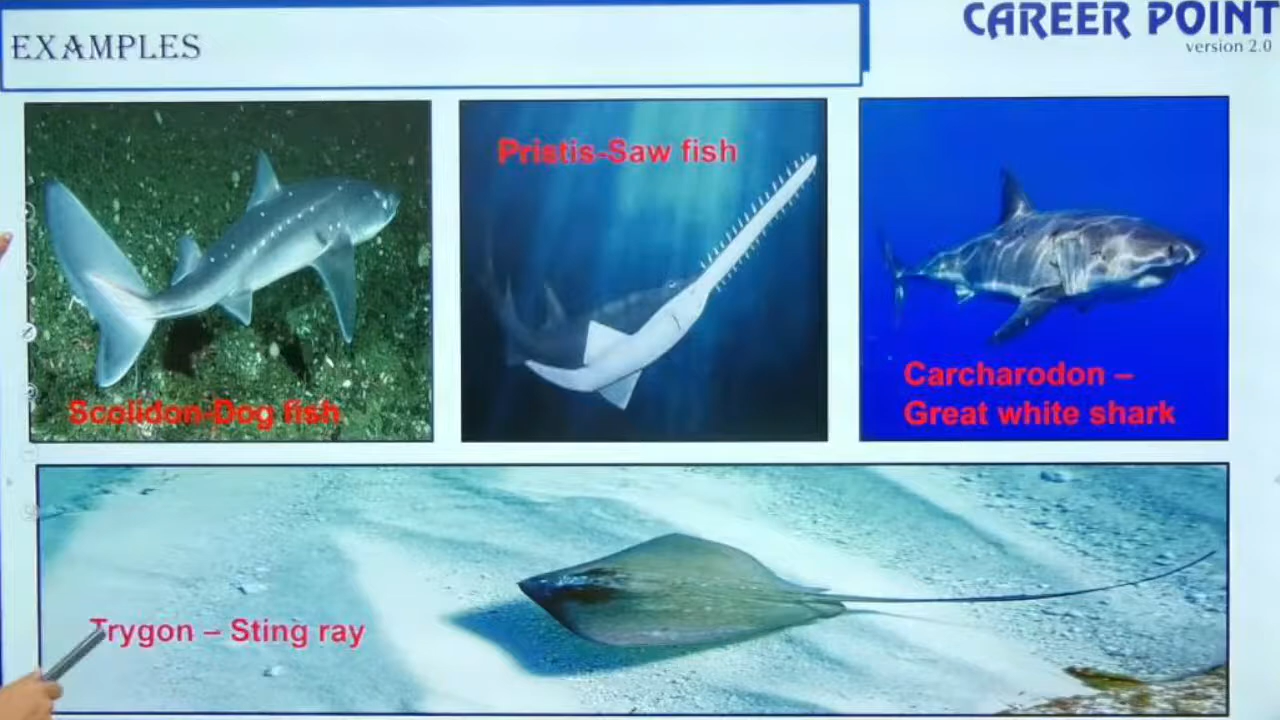 EXAMPLES
CAREER POINT
version 2.0
Pristis-Saw fish
Scolidon-Dog fish
Carcharodon –
Great white shark
Trygon – Sting ray